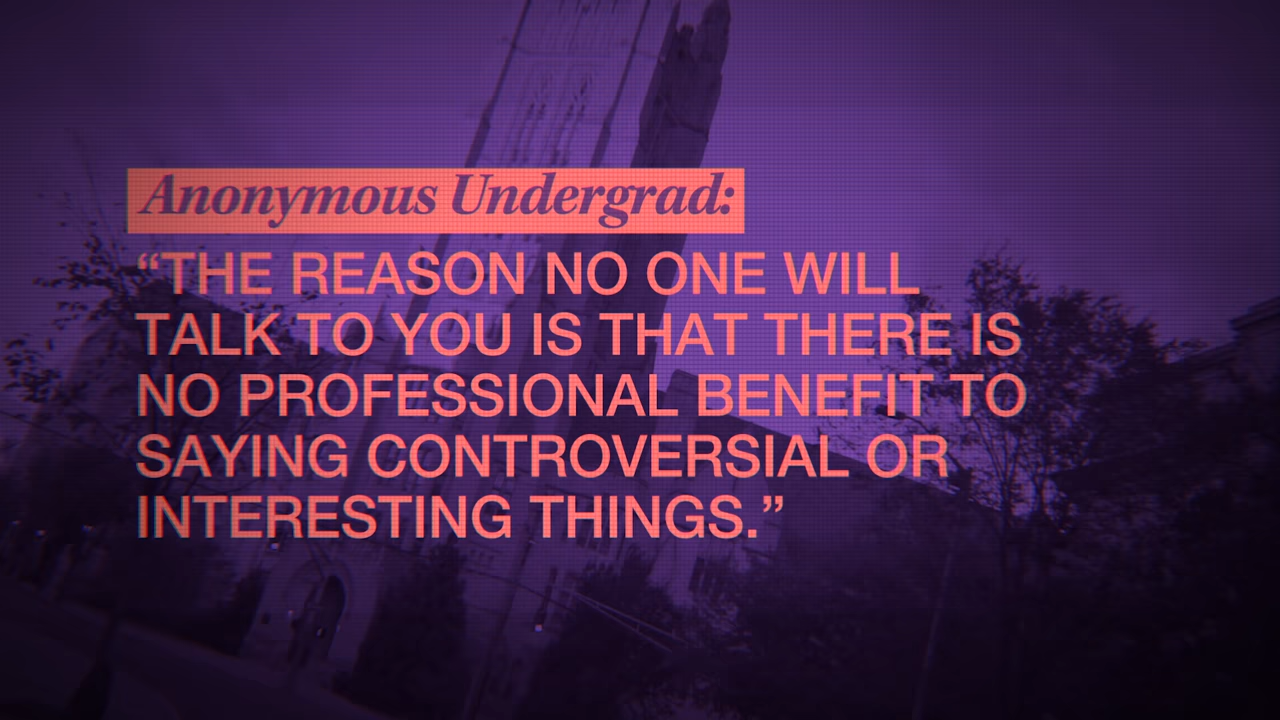 Anonymous Undergrad:
“THE REASON NO ONE WILL
TALK TO YOU IS THAT THERE IS
NO PROFESSIONAL BENEFIT TO
SAYING CONTROVERSIAL OR
INTERESTING THINGS.”